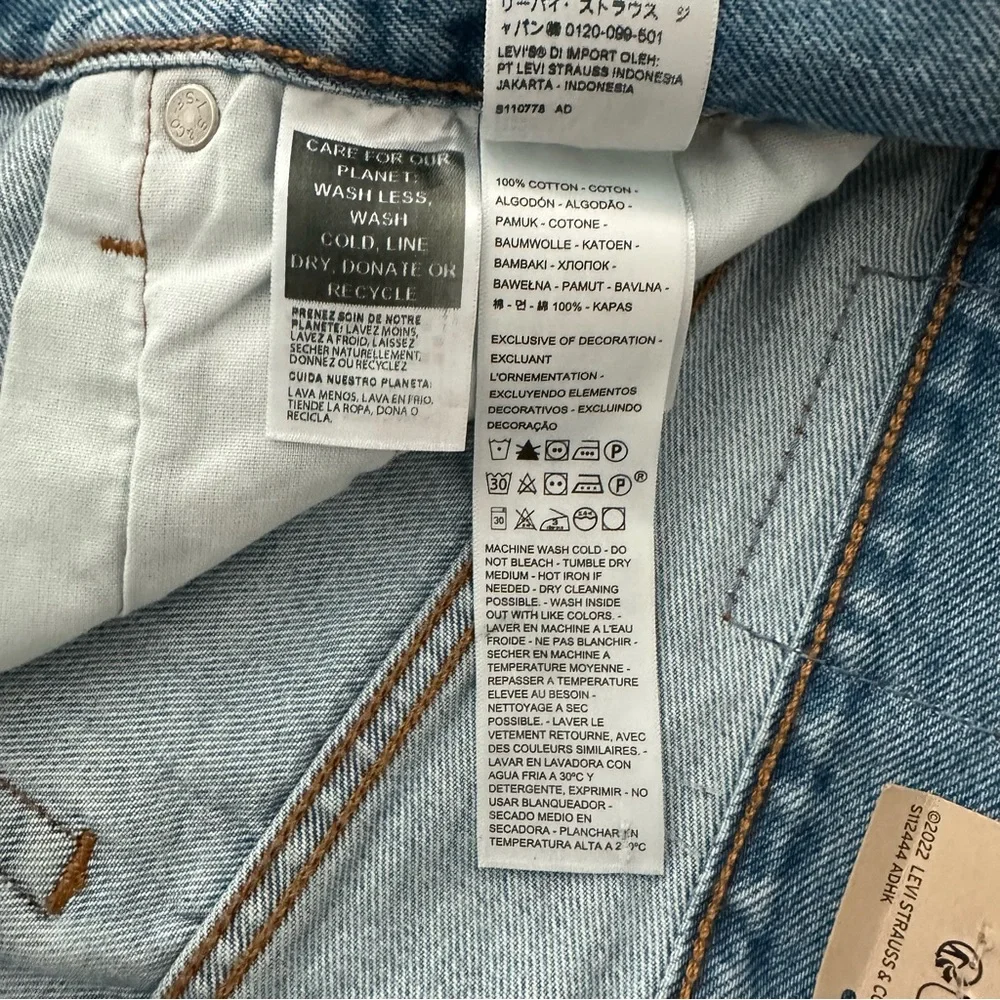 リーバイ・ストラウス ジ
ャパン㈱ 0120-099-501
LEVI'S® DI IMPORT OLEH:
PT LEVI STRAUSS INDONESIA
JAKARTA - INDONESIA
S110778 AD
L.S.
& CO
CARE FOR OUR
PLANET:
WASH LESS,
WASH
COLD, LINE
DRY, DONATE OR
RECYCLE
PRENEZ SOIN DE NOTRE
PLANETE: LAVEZ MOINS,
LAVEZ A FROID, LAISSEZ
SECHER NATURELLEMENT,
DONNEZ OU RECYCLEZ
CUIDA NUESTRO PLANETA:
LAVA MENOS, LAVA EN FRIO,
TIENDE LA ROPA, DONA O
RECICLA.
100% COTTON - COTON -
ALGODÓN - ALGODÃO -
PAMUK - COTONE -
BAUMWOLLE - KATOEN -
BAMBAKI - ХЛОПОК -
BAWEŁNA - PAMUT - BAVLNA -
棉 - 면 - 綿 100% - KAPAS
EXCLUSIVE OF DECORATION -
EXCLUANT
L'ORNEMENTATION -
EXCLUYENDO ELEMENTOS
DECORATIVOS - EXCLUINDO
DECORAÇÃO
P
30 P®
30
MACHINE WASH COLD - DO
NOT BLEACH - TUMBLE DRY
MEDIUM - HOT IRON IF
NEEDED - DRY CLEANING
POSSIBLE. - WASH INSIDE
OUT WITH LIKE COLORS. -
LAVER EN MACHINE A L'EAU
FROIDE - NE PAS BLANCHIR -
SECHER EN MACHINE A
TEMPERATURE MOYENNE -
REPASSER A TEMPERATURE
ELEVEE AU BESOIN -
NETTOYAGE A SEC
POSSIBLE. - LAVER LE
VETEMENT RETOURNE, AVEC
DES COULEURS SIMILAIRES. -
LAVAR EN LAVADORA CON
AGUA FRIA A 30ºC Y
DETERGENTE, EXPRIMIR - NO
USAR BLANQUEADOR -
SECADO MEDIO EN
SECADORA - PLANCHAR EN
TEMPERATURA ALTA A
©2022 LEVI STRAUSS & C
S112444 ADHK